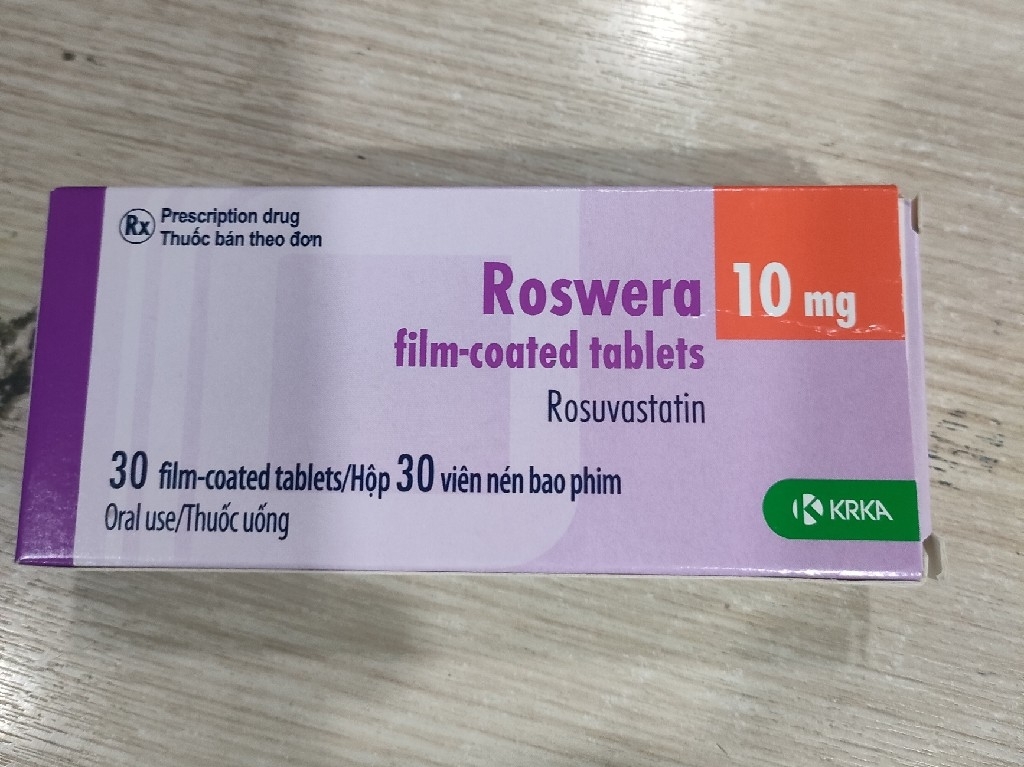 Rx Prescription drug
Thuốc bán theo đơn
Roswera 10 mg
film-coated tablets
Rosuvastatin
30 film-coated tablets/Hộp 30 viên nén bao phim
Oral use/Thuốc uống
KRKA